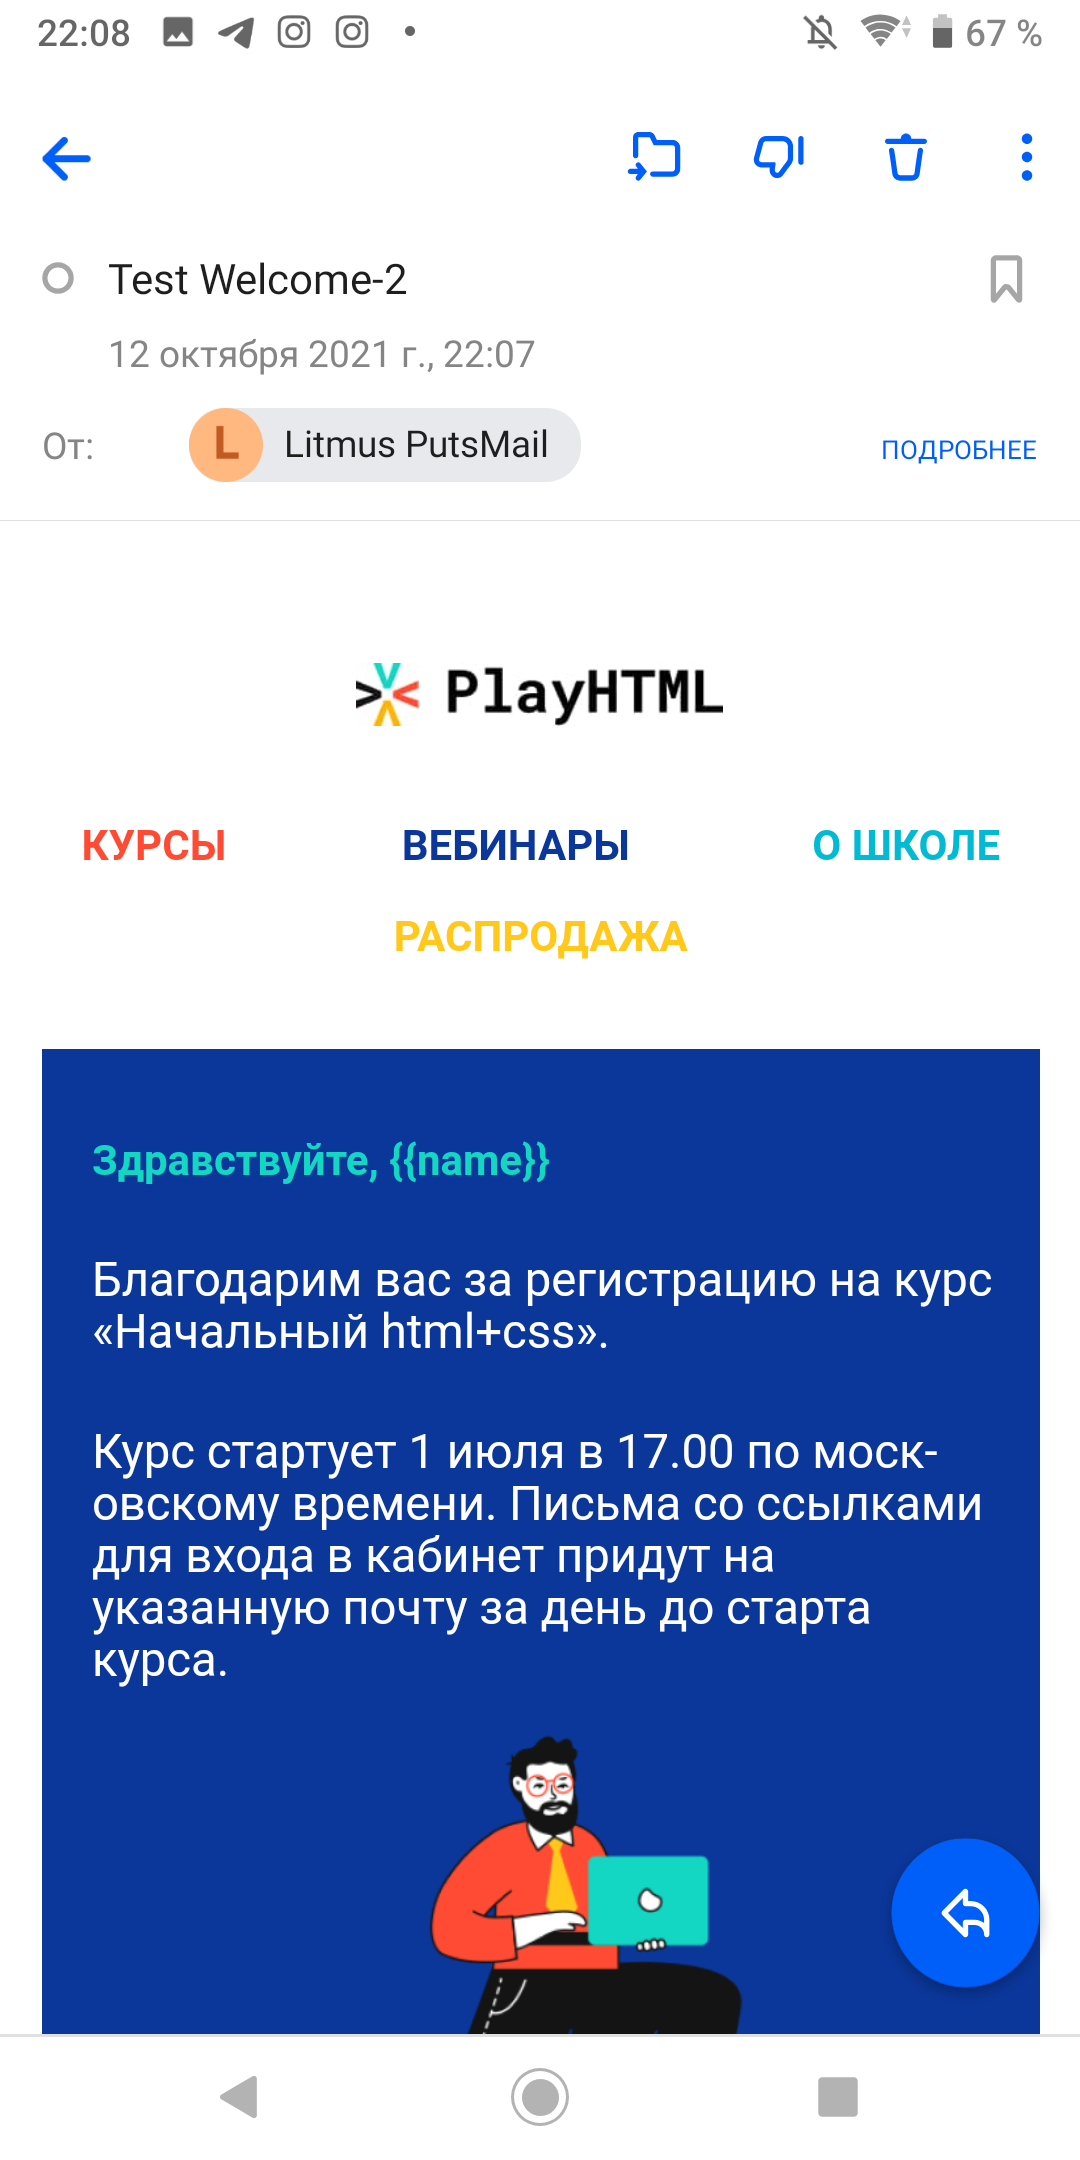 22:08
67 %
Test Welcome-2
12 октября 2021 г., 22:07
От:
L
Litmus PutsMail
ПОДРОБНЕЕ
PlayHTML
КУРСЫ
ВЕБИНАРЫ
О ШКОЛЕ
РАСПРОДАЖА
Здравствуйте, {{name}}
Благодарим вас за регистрацию на курс
«Начальный html+css».
Курс стартует 1 июля в 17.00 по моск-
овскому времени. Письма со ссылками
для входа в кабинет придут на
указанную почту за день до старта
курса.